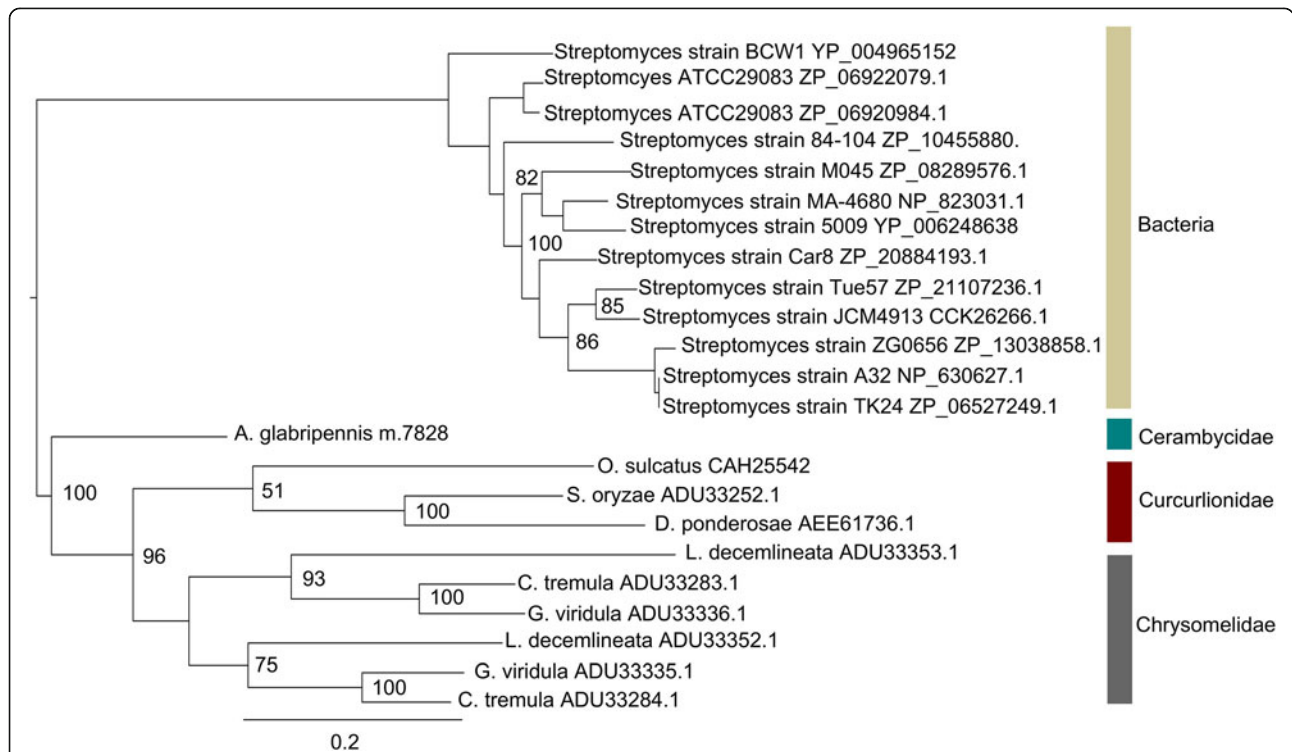 Streptomyces strain BCW1 YP_004965152
Streptomcyes ATCC29083 ZP_06922079.1
Streptomyces ATCC29083 ZP_06920984.1
Streptomyces strain 84-104 ZP_10455880.
Streptomyces strain M045 ZP_08289576.1
82
Streptomyces strain MA-4680 NP_823031.1
Streptomyces strain 5009 YP_006248638
Bacteria
100
Streptomyces strain Car8 ZP_20884193.1
Streptomyces strain Tue57 ZP_21107236.1
85
Streptomyces strain JCM4913 CCK26266.1
86
Streptomyces strain ZG0656 ZP_13038858.1
Streptomyces strain A32 NP_630627.1
Streptomyces strain TK24 ZP_06527249.1
A. glabripennis m.7828
Cerambycidae
O. sulcatus CAH25542
100
51
S. oryzae ADU33252.1
Curcurlionidae
100
D. ponderosae AEE61736.1
96
L. decemlineata ADU33353.1
93
C. tremula ADU33283.1
100
G. viridula ADU33336.1
Chrysomelidae
L. decemlineata ADU33352.1
75
G. viridula ADU33335.1
100
C. tremula ADU33284.1
0.2